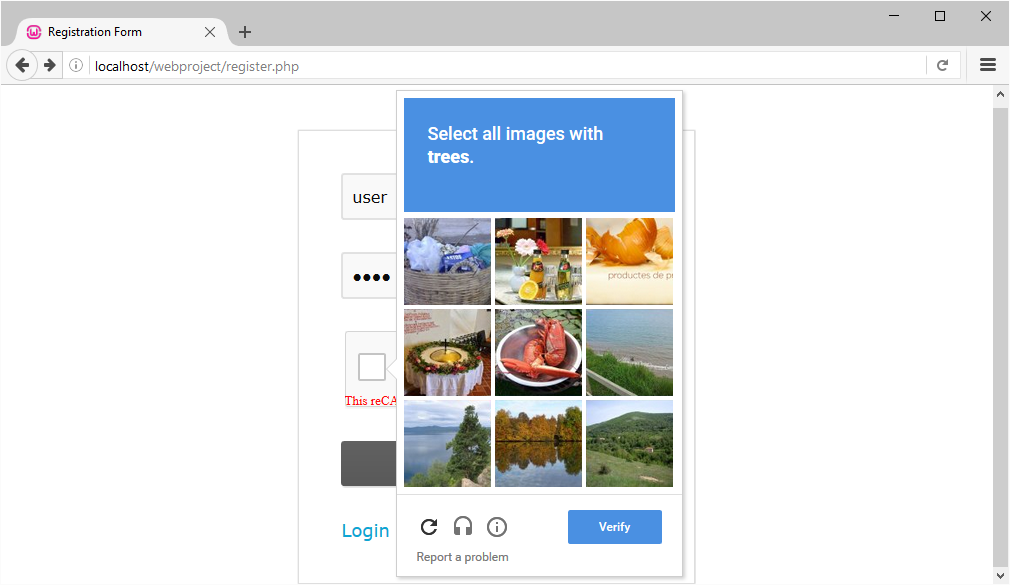 Registration Form
localhost/webproject/register.php
Select all images with
trees.
user
productes de pr
This reCA
Login
Verify
Report a problem